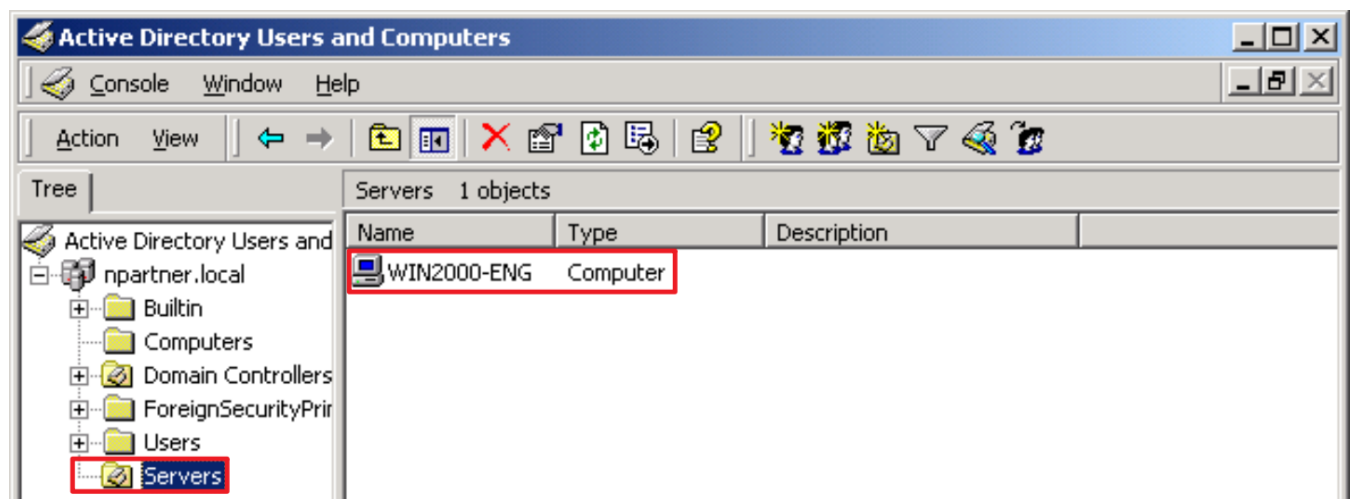 Active Directory Users and Computers
Console Window Help
Action View
Tree
Servers 1 objects
Active Directory Users and
npartner.local
Builtin
Computers
Domain Controllers
ForeignSecurityPrin
Users
Servers
Name Type Description
WIN2000-ENG Computer